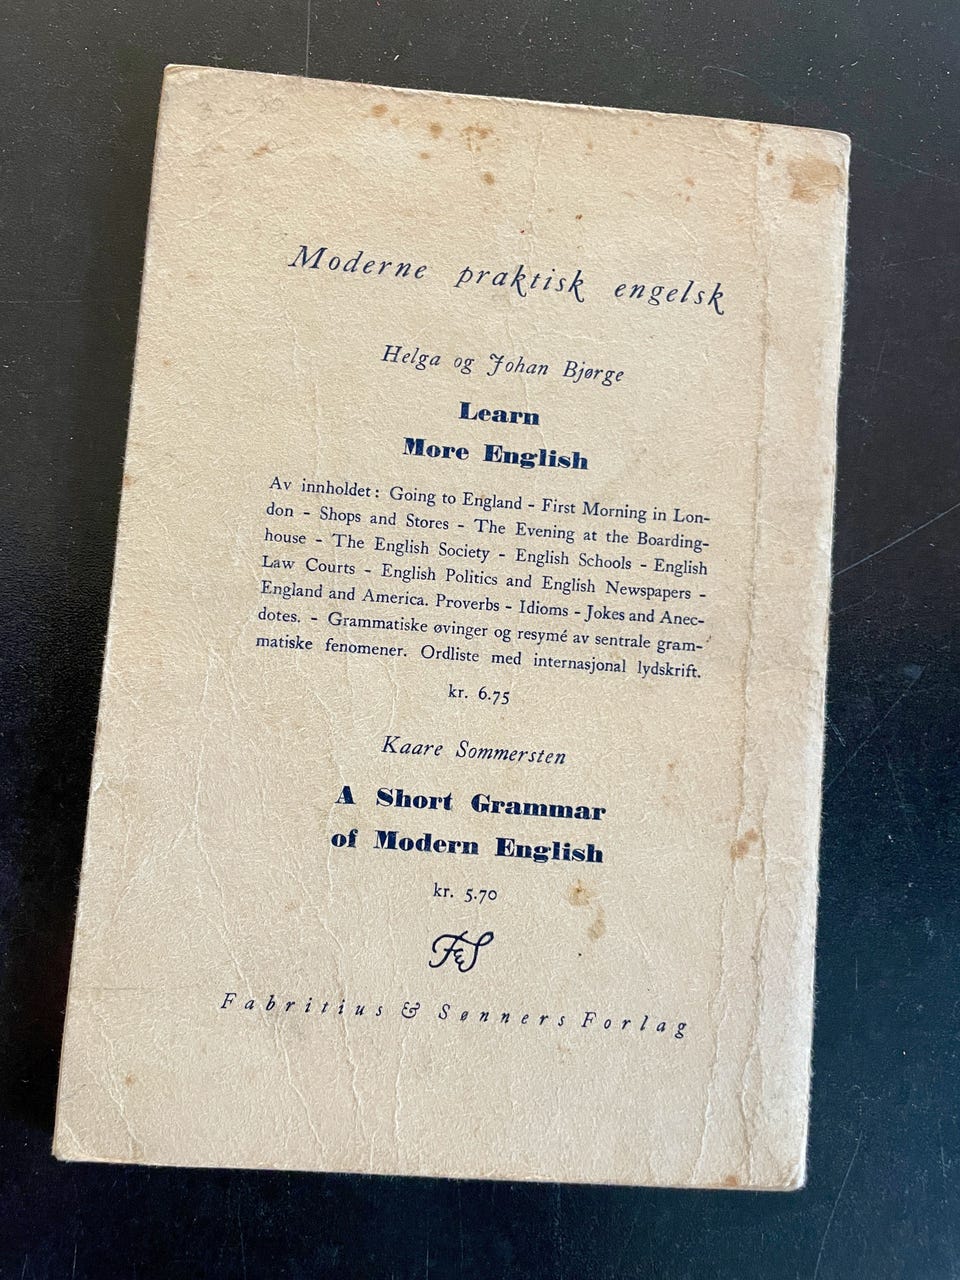 Moderne praktisk engelsk
Helga og Johan Bjørge
Learn
More English
Av innholdet: Going to England - First Morning in Lon-
don - Shops and Stores - The Evening at the Boarding-
house - The English Society - English Schools - English
Law Courts - English Politics and English Newspapers -
England and America. Proverbs - Idioms - Jokes and Anec-
dotes. - Grammatiske øvinger og resymé av sentrale gram-
matiske fenomener. Ordliste med internasjonal lydskrift.
kr. 6.75
Kaare Sommersten
A Short Grammar
of Modern English
kr. 5.70
F&S
Fabritius & Sønners Forlag